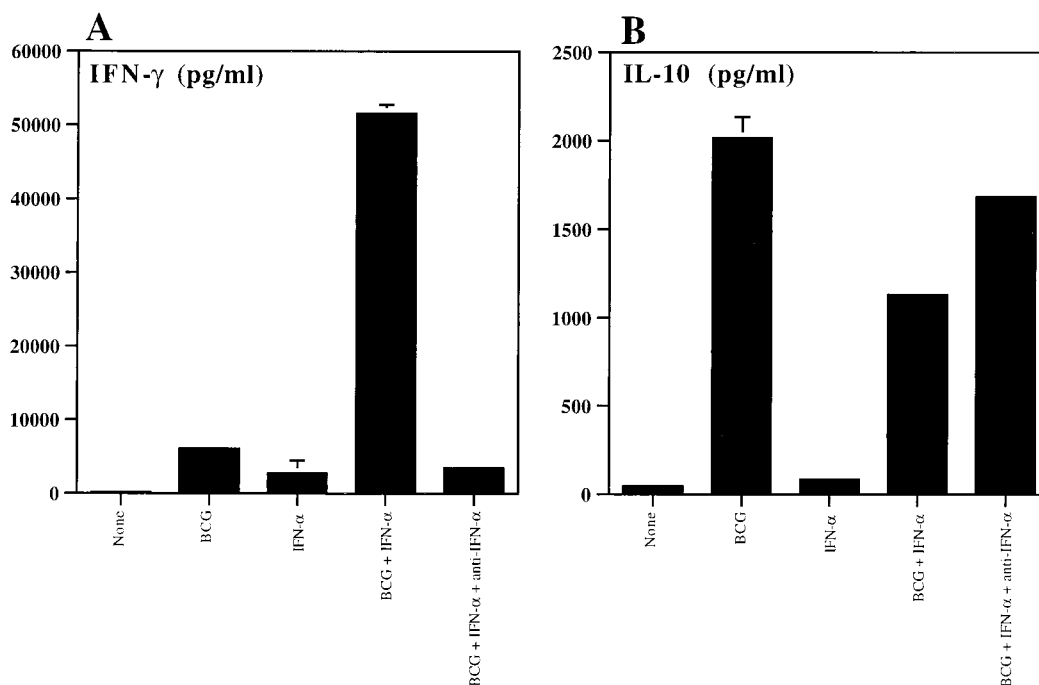 A
IFN-γ (pg/ml)
60000
50000
40000
30000
20000
10000
0
None
BCG
IFN-α
BCG + IFN-α
BCG + IFN-α + anti-IFN-α
B
IL-10 (pg/ml)
2500
2000
1500
1000
500
0
None
BCG
IFN-α
BCG + IFN-α
BCG + IFN-α + anti-IFN-α